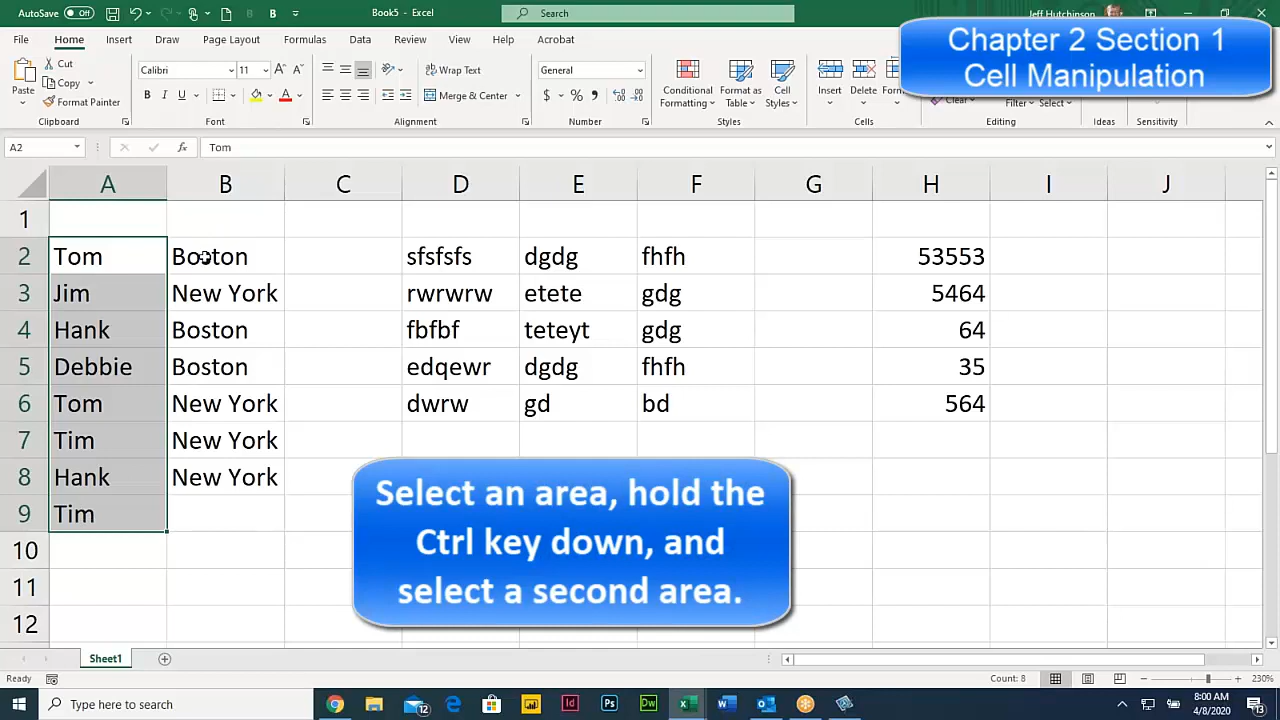 AutoSave Off Book5 - Excel Search Jeff Hutchinson
File Home Insert Draw Page Layout Formulas Data Review View Help Acrobat
Chapter 2 Section 1
Cell Manipulation
Paste Cut Copy Format Painter
Calibri 11
B I U A
Wrap Text
Merge & Center
General
$ % ,
Conditional Formatting Format as Table Cell Styles
Insert Delete
Clear Filter Select
Clipboard Font Alignment Number Styles Cells Editing Ideas Sensitivity
A2 fx Tom
A B C D E F G H I J
1
2 Tom Boston sfsfsfs dgdg fhfh 53553
3 Jim New York rwrwrw etete gdg 5464
4 Hank Boston fbfbf teteyt gdg 64
5 Debbie Boston edqewr dgdg fhfh 35
6 Tom New York dwrw gd bd 564
7 Tim New York
8 Hank New York
9 Tim
10
11
12
Select an area, hold the
Ctrl key down, and
select a second area.
Sheet1
Ready Count: 8 230%
Type here to search 12 8:00 AM
4/8/2020 13